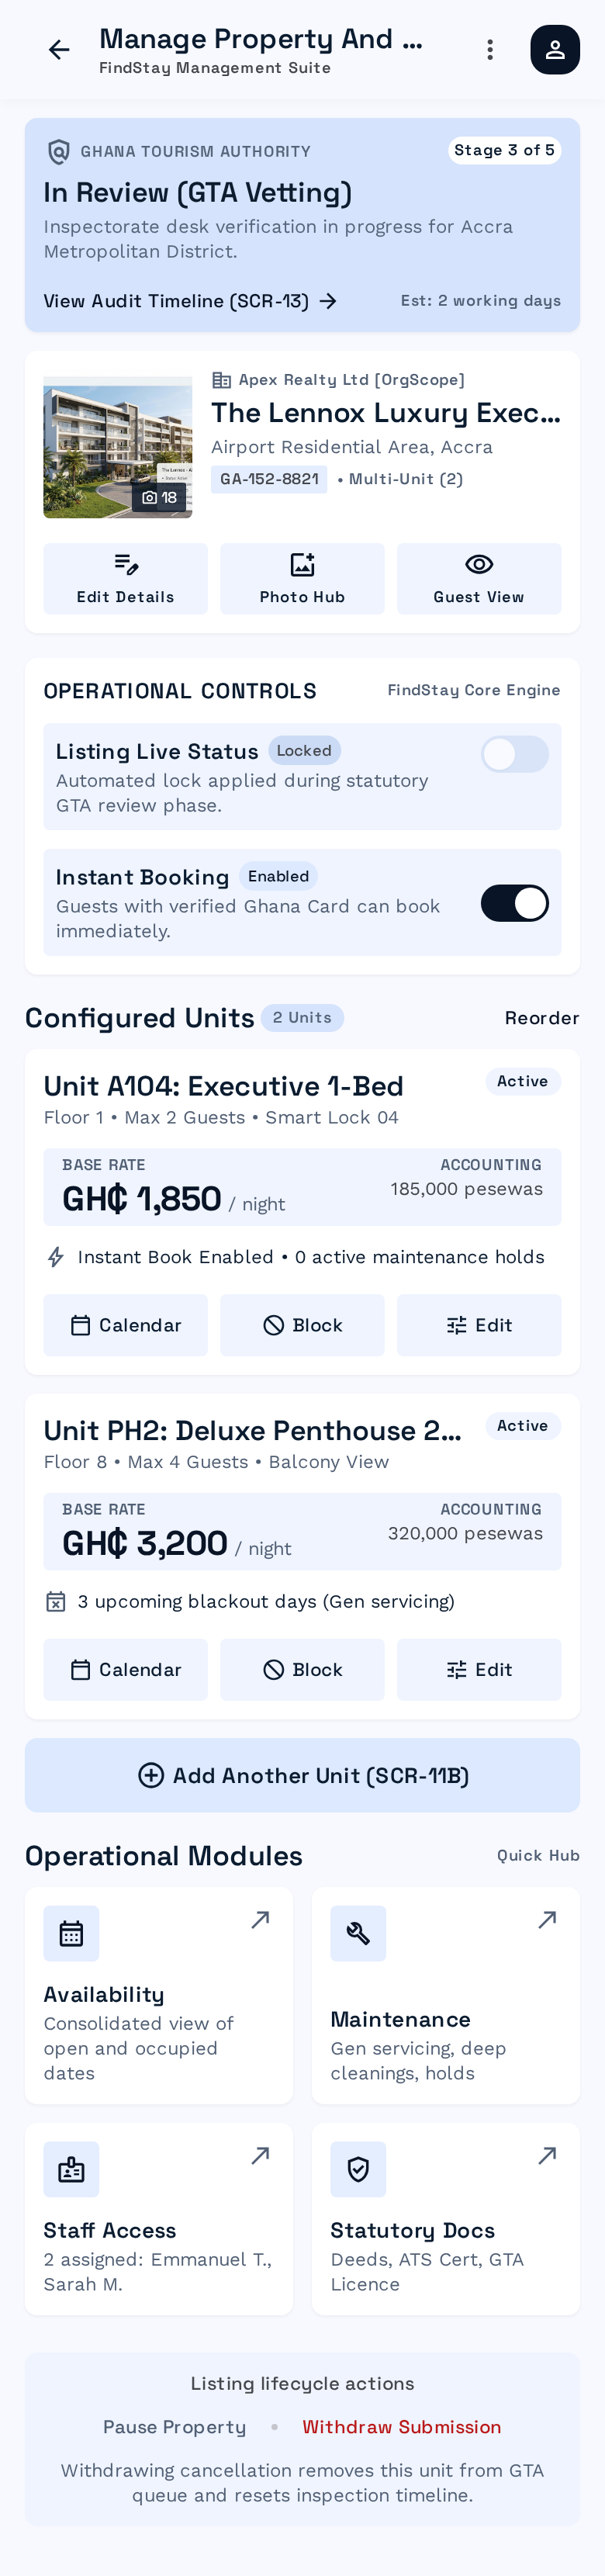 Manage Property And ...
FindStay Management Suite
GHANA TOURISM AUTHORITY
Stage 3 of 5
In Review (GTA Vetting)
Inspectorate desk verification in progress for Accra
Metropolitan District.
View Audit Timeline (SCR-13) →
Est: 2 working days
Apex Realty Ltd [OrgScope]
The Lennox Luxury Exec...
Airport Residential Area, Accra
GA-152-8821 • Multi-Unit (2)
18
Edit Details
Photo Hub
Guest View
OPERATIONAL CONTROLS
FindStay Core Engine
Listing Live Status Locked
Automated lock applied during statutory
GTA review phase.
Instant Booking Enabled
Guests with verified Ghana Card can book
immediately.
Configured Units 2 Units
Reorder
Unit A104: Executive 1-Bed
Active
Floor 1 • Max 2 Guests • Smart Lock 04
BASE RATE
ACCOUNTING
GH₵ 1,850 / night
185,000 pesewas
Instant Book Enabled • 0 active maintenance holds
Calendar
Block
Edit
Unit PH2: Deluxe Penthouse 2...
Active
Floor 8 • Max 4 Guests • Balcony View
BASE RATE
ACCOUNTING
GH₵ 3,200 / night
320,000 pesewas
3 upcoming blackout days (Gen servicing)
Calendar
Block
Edit
Add Another Unit (SCR-11B)
Operational Modules
Quick Hub
Availability
Consolidated view of
open and occupied
dates
Maintenance
Gen servicing, deep
cleanings, holds
Staff Access
2 assigned: Emmanuel T.,
Sarah M.
Statutory Docs
Deeds, ATS Cert, GTA
Licence
Listing lifecycle actions
Pause Property • Withdraw Submission
Withdrawing cancellation removes this unit from GTA
queue and resets inspection timeline.